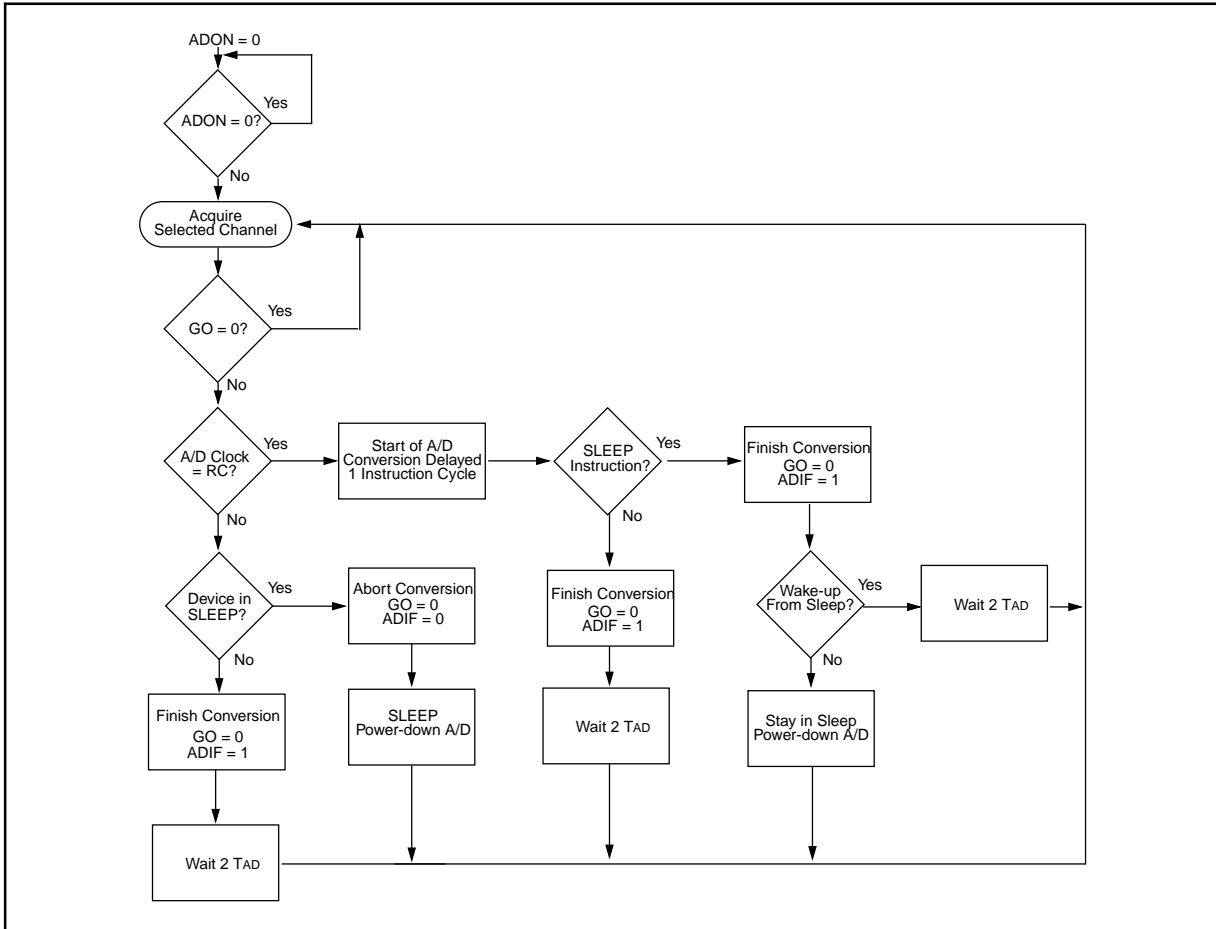 ADON = 0
Yes
ADON = 0?
No
Acquire
Selected Channel
Yes
GO = 0?
No
Yes
A/D Clock
= RC?
No
Start of A/D
Conversion Delayed
1 Instruction Cycle
SLEEP
Instruction?
Yes
No
Finish Conversion
GO = 0
ADIF = 1
Device in
SLEEP?
Yes
No
Abort Conversion
GO = 0
ADIF = 0
Finish Conversion
GO = 0
ADIF = 1
Wake-up
From Sleep?
Yes
No
Wait 2 TAD
Finish Conversion
GO = 0
ADIF = 1
SLEEP
Power-down A/D
Wait 2 TAD
Stay in Sleep
Power-down A/D
Wait 2 TAD